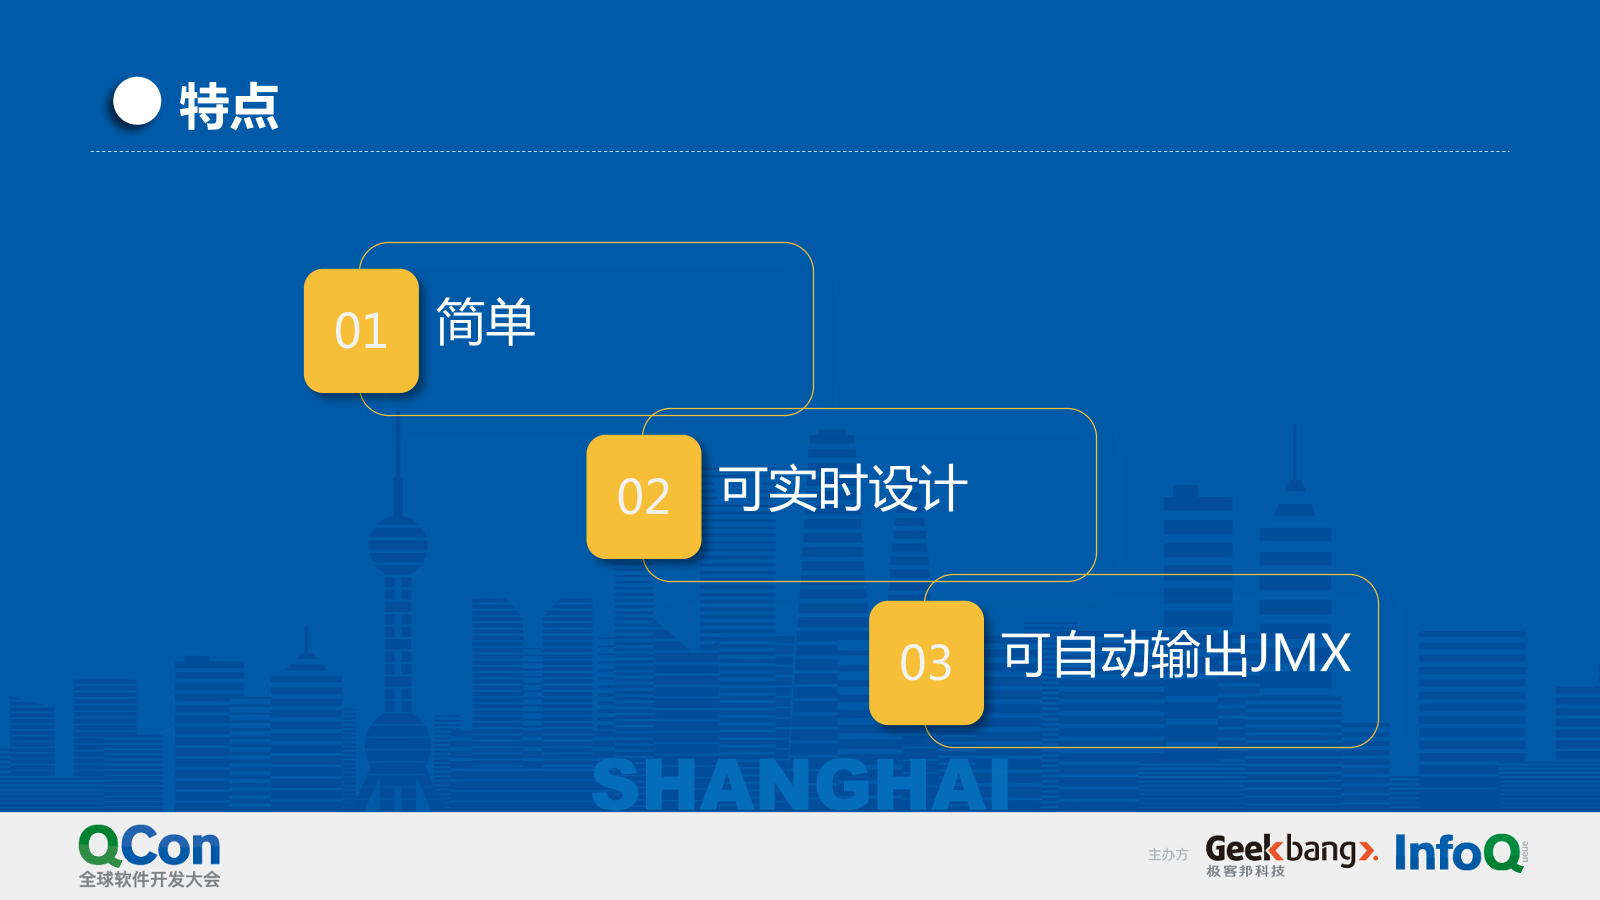 特点
01
简单
02
可实时设计
03
可自动输出JMX
SHANGHAI
QCon
全球软件开发大会
主办方
Geekbang>.
极客邦科技
InfoQ
ueue